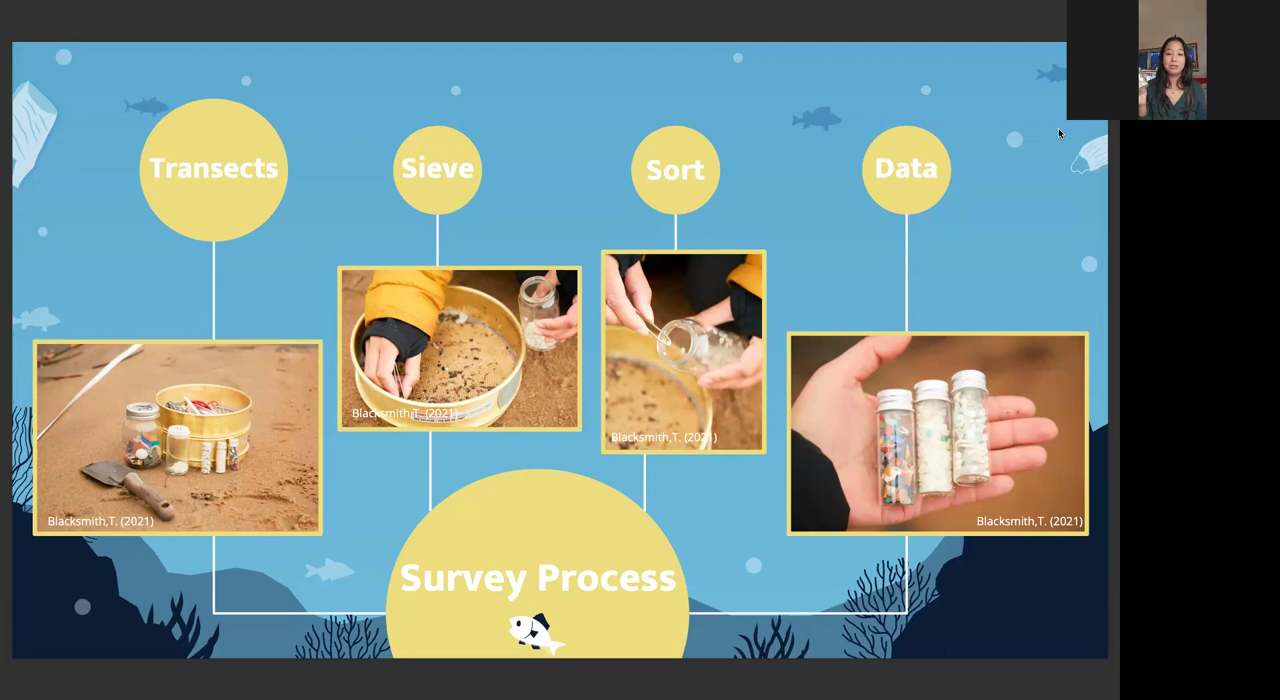 Transects
Sieve
Sort
Data
Blacksmith,T. (2021)
Blacksmith,T. (2021)
Blacksmith,T. (2021)
Blacksmith,T. (2021)
Survey Process